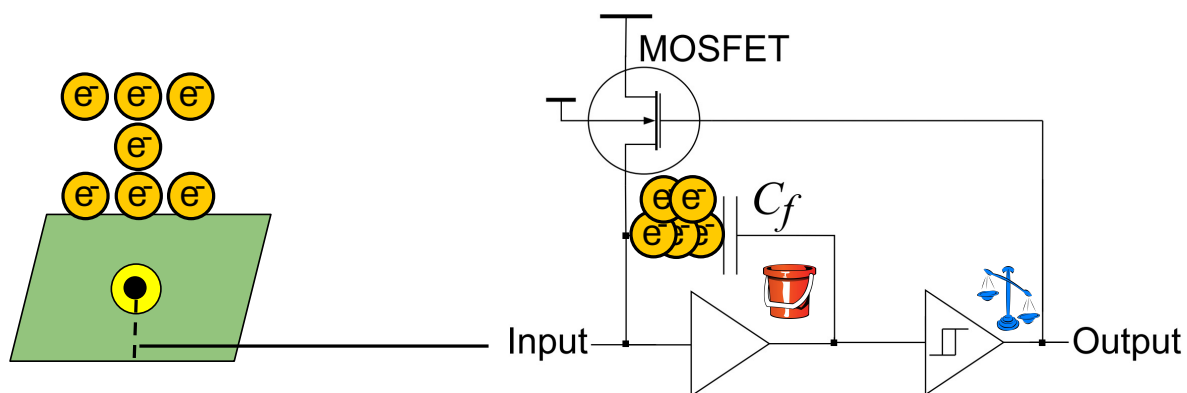 MOSFET
e⁻ e⁻ e⁻
e⁻
e⁻ e⁻ e⁻
e⁻ e⁻
e⁻ e⁻ e⁻
C_f
Input
Output